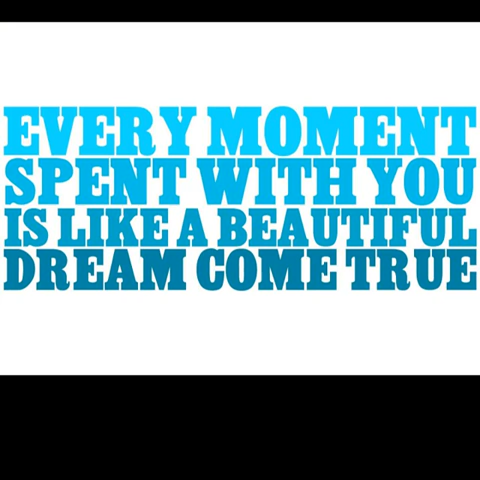 EVERY MOMENT
SPENT WITH YOU
IS LIKE A BEAUTIFUL
DREAM COME TRUE